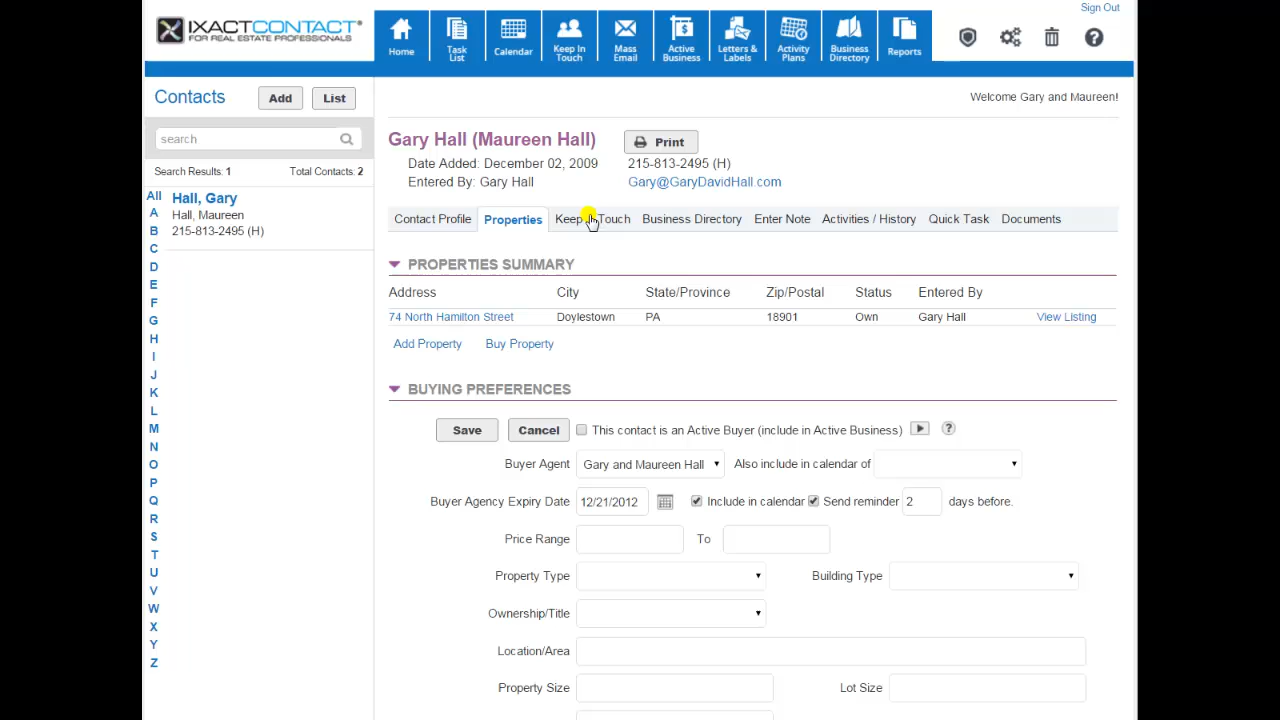 Sign Out
IXACTCONTACT®
FOR REAL ESTATE PROFESSIONALS
Home
Task List
Calendar
Keep In Touch
Mass Email
Active Business
Letters & Labels
Activity Plans
Business Directory
Reports
Contacts Add List
Welcome Gary and Maureen!
search
Search Results: 1 Total Contacts: 2
All
A
B
C
D
E
F
G
H
I
J
K
L
M
N
O
P
Q
R
S
T
U
V
W
X
Y
Z
Hall, Gary
Hall, Maureen
215-813-2495 (H)
Gary Hall (Maureen Hall) Print
Date Added: December 02, 2009 215-813-2495 (H)
Entered By: Gary Hall Gary@GaryDavidHall.com
Contact Profile Properties Keep Touch Business Directory Enter Note Activities / History Quick Task Documents
PROPERTIES SUMMARY
Address City State/Province Zip/Postal Status Entered By
74 North Hamilton Street Doylestown PA 18901 Own Gary Hall View Listing
Add Property Buy Property
BUYING PREFERENCES
Save Cancel This contact is an Active Buyer (include in Active Business) ?
Buyer Agent Gary and Maureen Hall Also include in calendar of
Buyer Agency Expiry Date 12/21/2012 Include in calendar Send reminder 2 days before.
Price Range To
Property Type Building Type
Ownership/Title
Location/Area
Property Size Lot Size